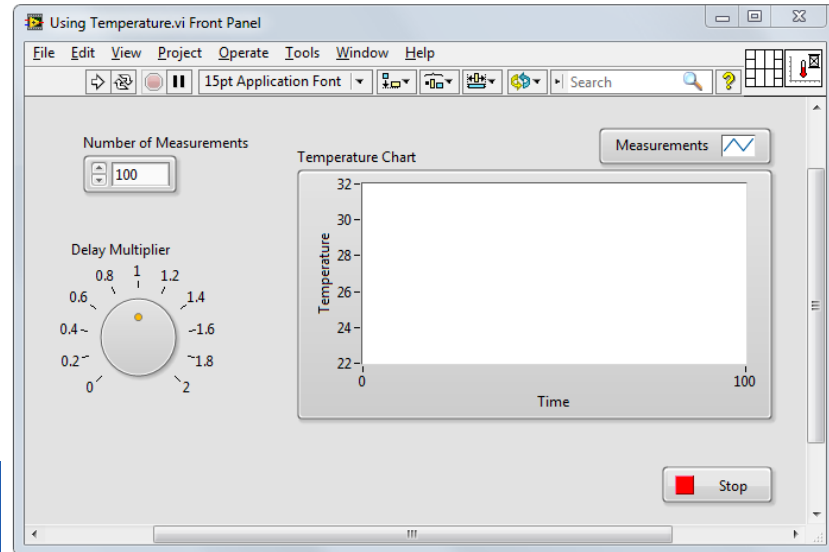 Using Temperature.vi Front Panel
File Edit View Project Operate Tools Window Help
15pt Application Font Search ?
Number of Measurements
100
Temperature Chart
Measurements
Delay Multiplier
0
0.2
0.4
0.6
0.8
1
1.2
1.4
1.6
1.8
2
Temperature
32
30
28
26
24
22
0 100
Time
Stop